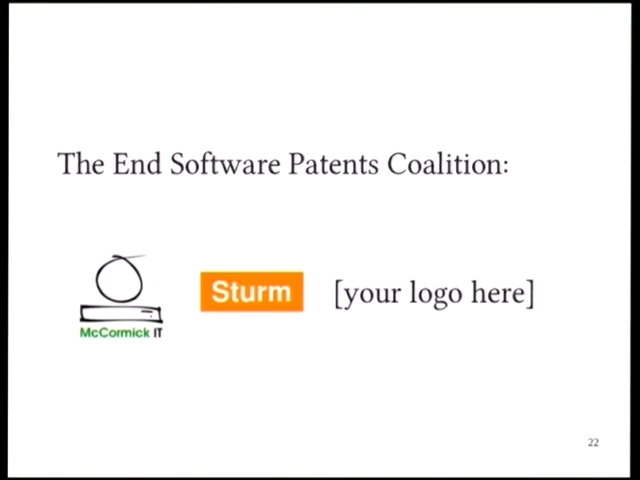 The End Software Patents Coalition:
Sturm
[your logo here]
McCormick IT
22